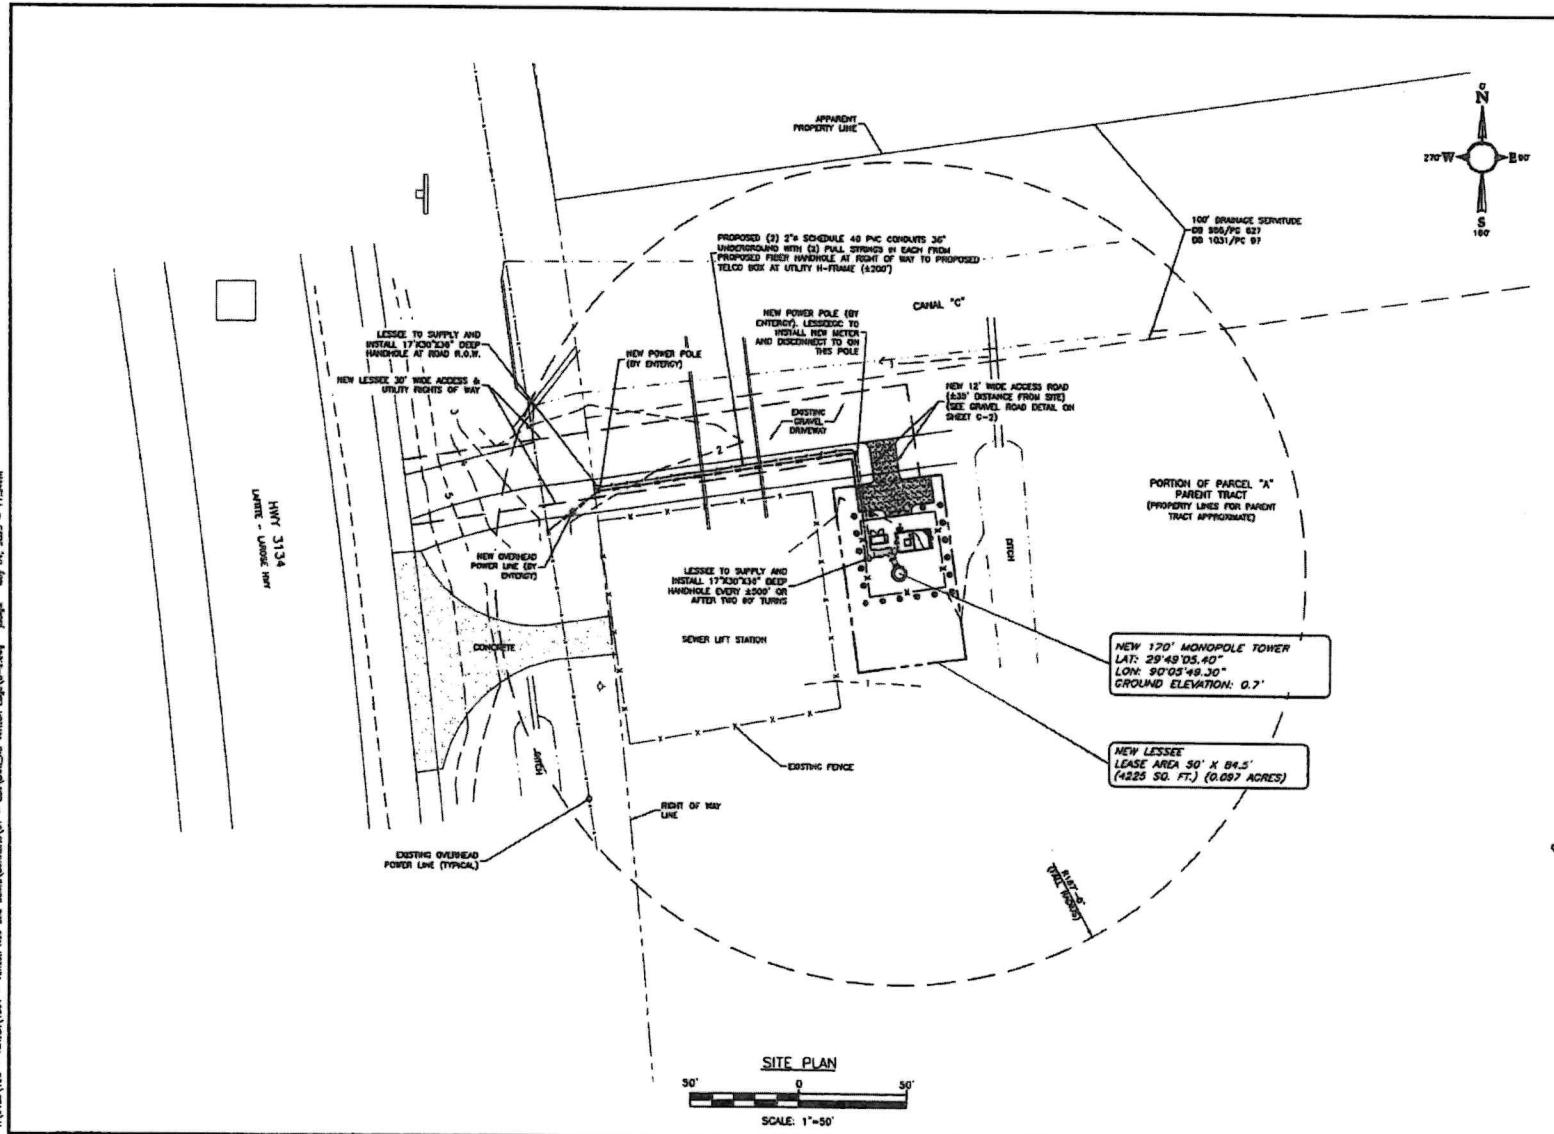 APPARENT
PROPERTY LINE
0
N
270° W
E 90°
S
180°
100' DRAINAGE SERVITUDE
PROPOSED (2) 2"ø SCHEDULE 40 PVC CONDUITS 36"
UNDERGROUND WITH (2) PULL STRINGS IN EACH FROM
PROPOSED FIBER HANDHOLE AT RIGHT OF WAY TO PROPOSED
TELCO BOX AT UTILITY H-FRAME (±200')
CANAL "C"
NEW POWER POLE (BY
ENTERGY). LESSEEGC TO
INSTALL NEW METER
AND DISCONNECT TO ON
THIS POLE
LESSEE TO SUPPLY AND
INSTALL 17"X30"X36" DEEP
HANDHOLE AT ROAD R.O.W.
NEW POWER POLE
(BY ENTERGY)
NEW LESSEE 30' WIDE ACCESS &
UTILITY RIGHTS OF WAY
EXISTING
GRAVEL
DRIVEWAY
NEW 12' WIDE ACCESS ROAD
(±35' DISTANCE FROM SITE)
(SEE GRAVEL ROAD DETAIL ON
SHEET C-2)
1
2
5
PORTION OF PARCEL "A"
PARENT TRACT
(PROPERTY LINES FOR PARENT
TRACT APPROXIMATE)
HWY 3134
LAFITTE - LAROSE HWY
NEW OVERHEAD
POWER LINE (BY
ENTERGY)
LESSEE TO SUPPLY AND
INSTALL 17"X30"X36" DEEP
HANDHOLE EVERY ±500' OR
AFTER TWO 90° TURNS
DITCH
SEWER LIFT STATION
CONCRETE
1
NEW 170' MONOPOLE TOWER
LAT: 29°49'05.40"
LON: 90°05'49.30"
GROUND ELEVATION: 0.7'
DITCH
EXISTING FENCE
NEW LESSEE
LEASE AREA 50' X 84.5'
(4225 SQ. FT.) (0.097 ACRES)
RIGHT OF WAY
LINE
EXISTING OVERHEAD
POWER LINE (TYPICAL)
(FALL RADIUS)
SITE PLAN
50' 0 50'
SCALE: 1"=50'